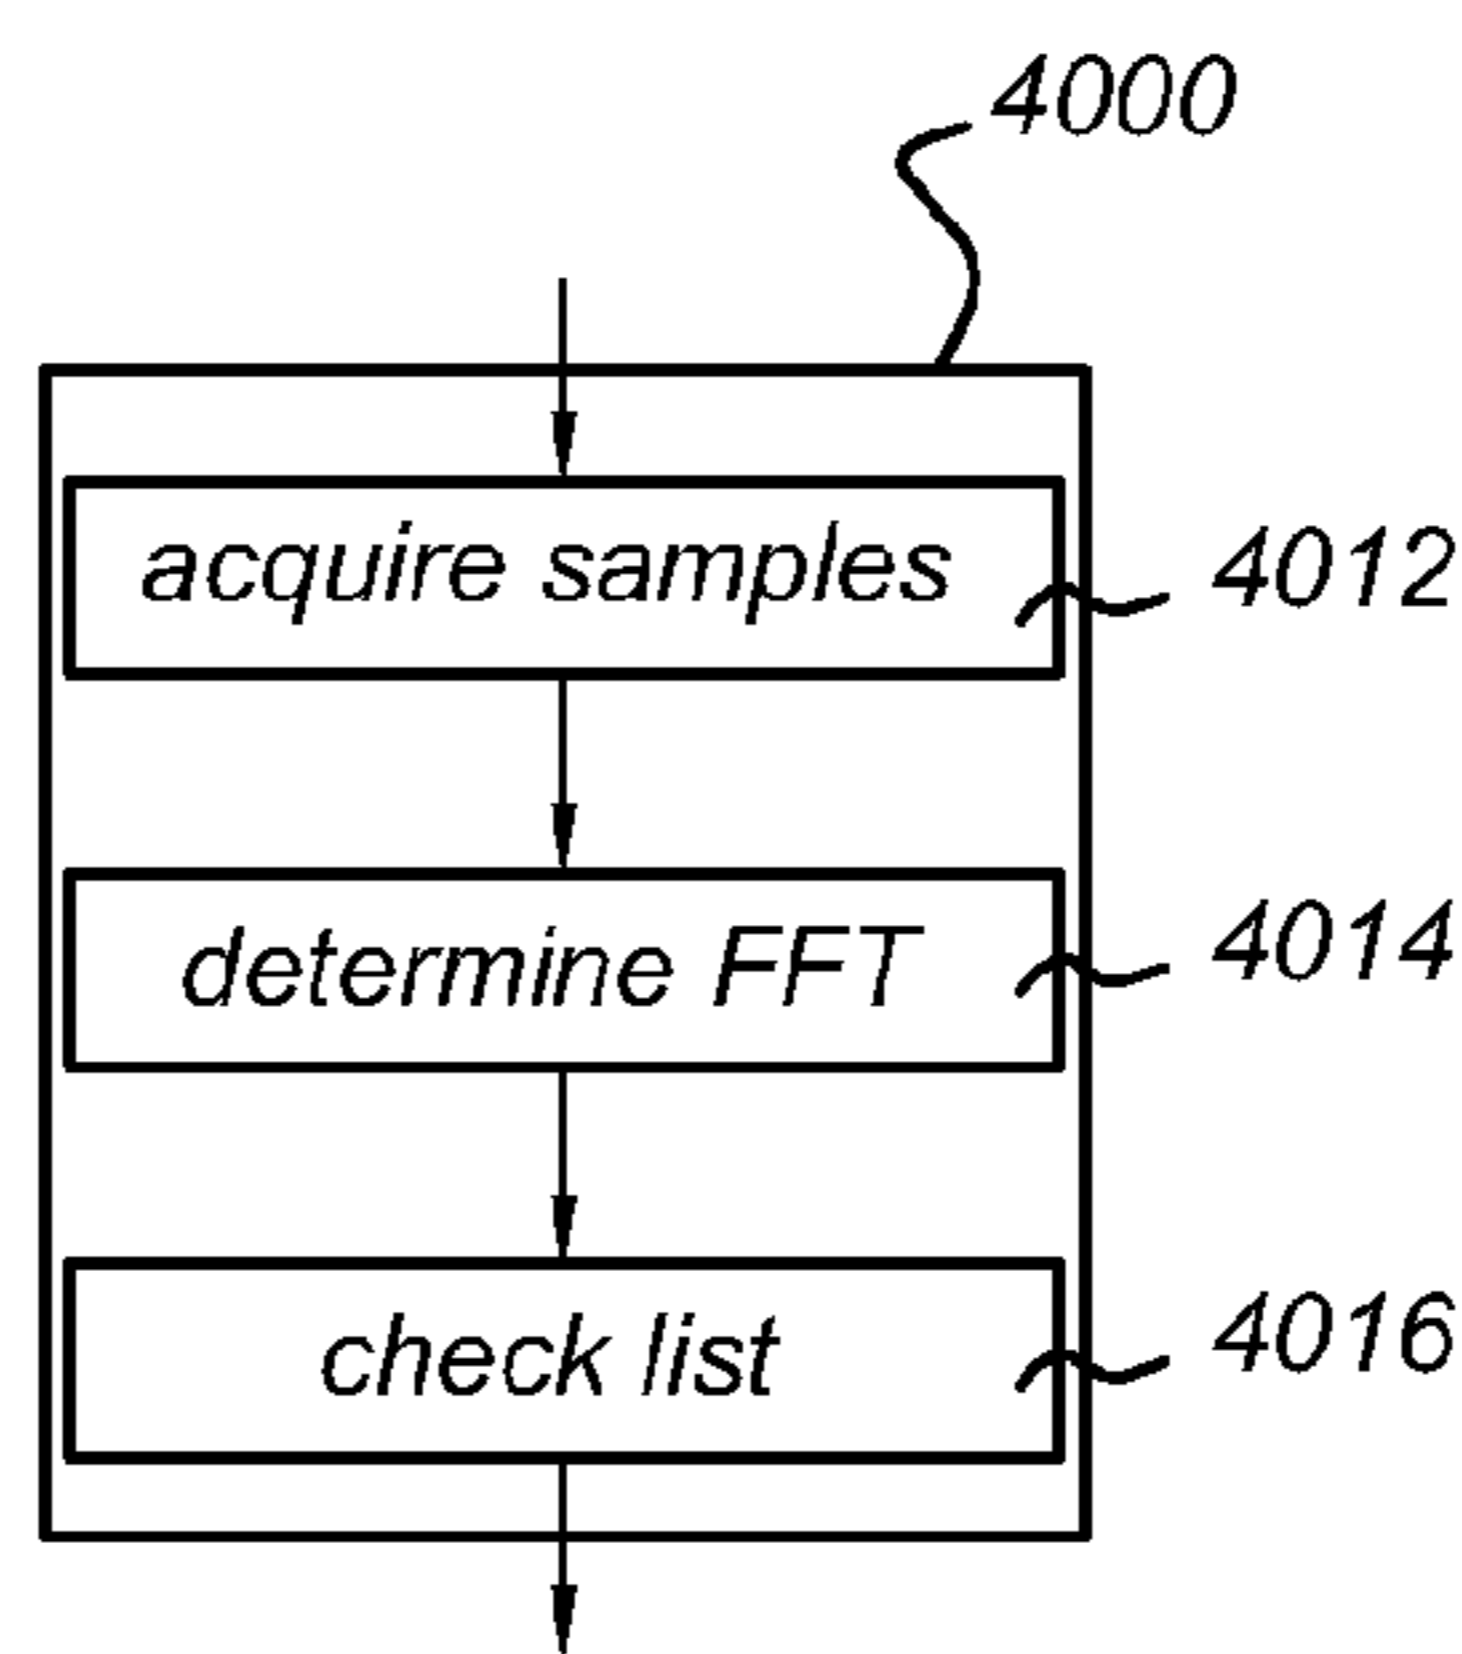 4000
acquire samples
4012
determine FFT
4014
check list
4016